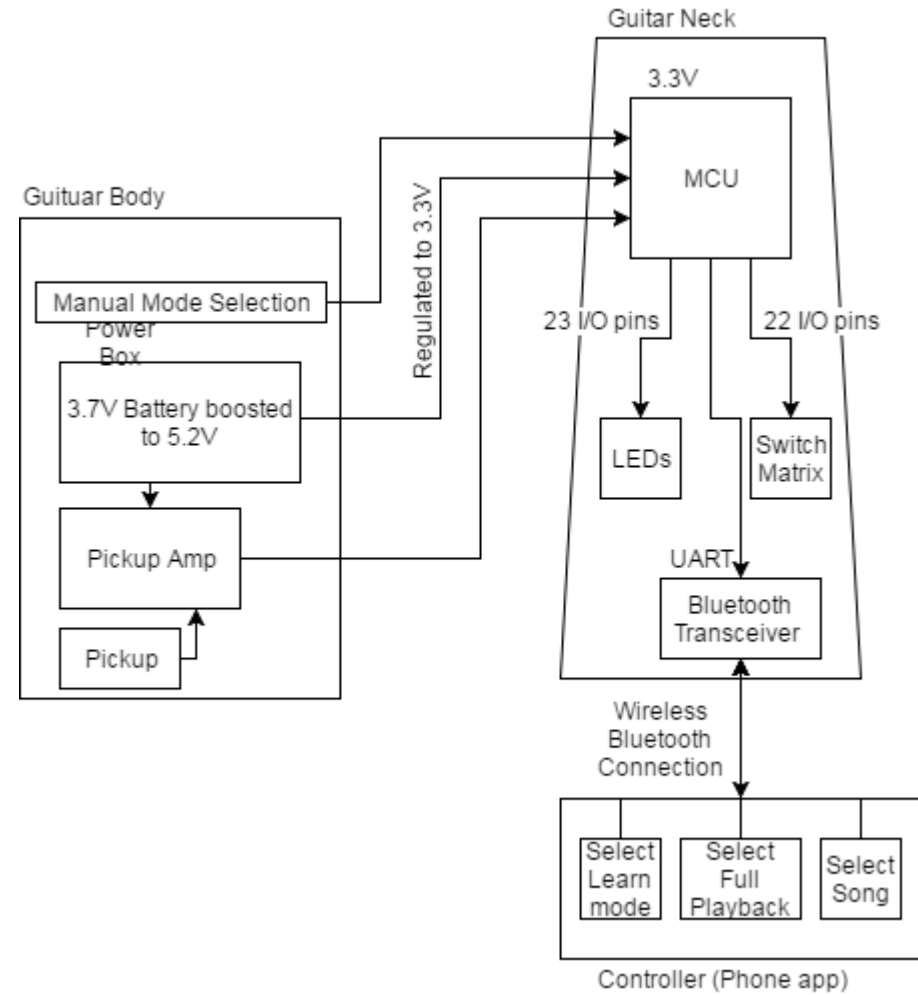 Guitar Neck
3.3V
MCU
Guituar Body
Regulated to 3.3V
Manual Mode Selection
Power
Box
3.7V Battery boosted
to 5.2V
Pickup Amp
Pickup
23 I/O pins
22 I/O pins
LEDs
Switch
Matrix
UART
Bluetooth
Transceiver
Wireless
Bluetooth
Connection
Select
Learn
mode
Select
Full
Playback
Select
Song
Controller (Phone app)